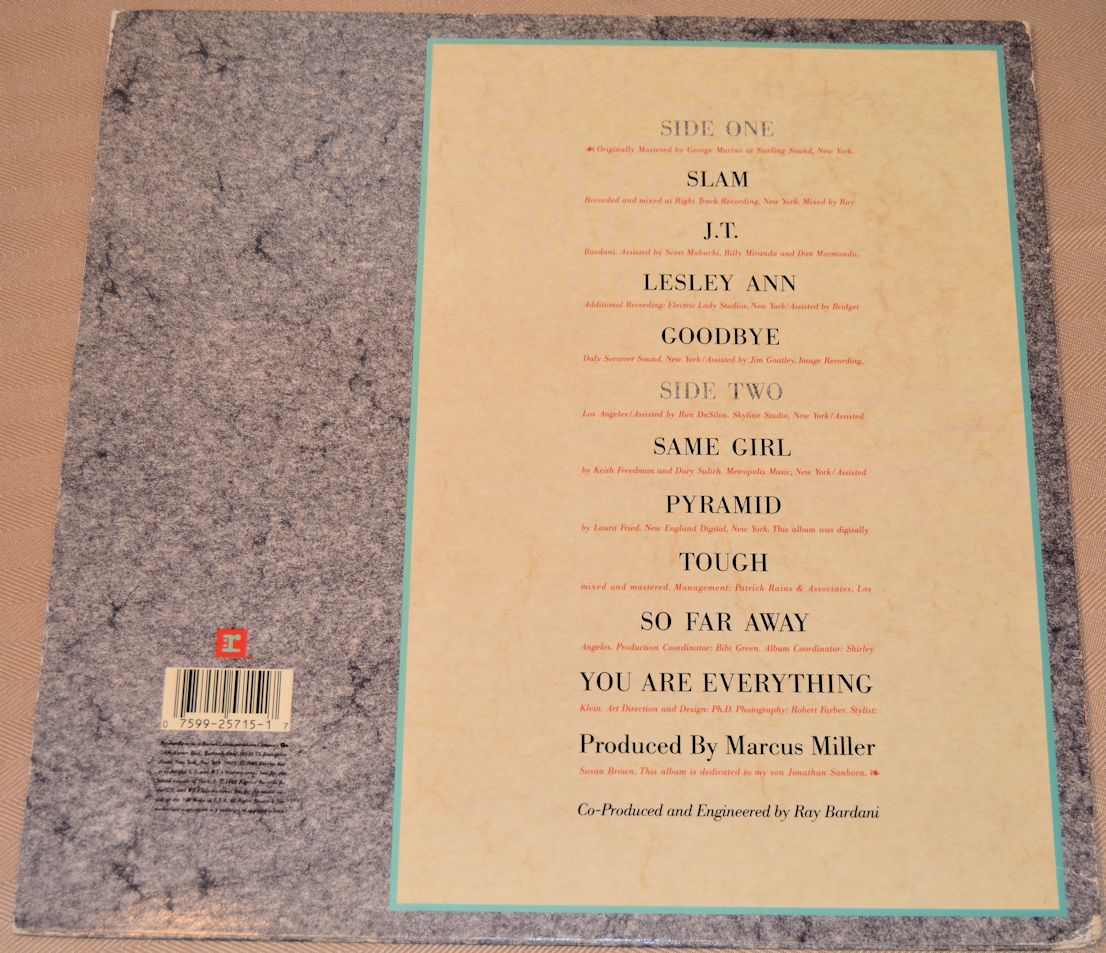 SIDE ONE
❧ Originally Mastered by George Marino at Sterling Sound, New York.
SLAM
Recorded and mixed at Right Track Recording, New York. Mixed by Ray
J.T.
Bardani. Assisted by Scott Mabuchi, Billy Miranda and Dan Mormando.
LESLEY ANN
Additional Recording: Electric Lady Studios, New York/Assisted by Bridget
GOODBYE
Daly Sorcerer Sound, New York/Assisted by Jim Goatley. Image Recording,
SIDE TWO
Los Angeles/Assisted by Ron DaSilva. Skyline Studio, New York/Assisted
SAME GIRL
by Keith Freedman and Dary Sulich. Metropolis Music, New York/Assisted
PYRAMID
by Laura Fried. New England Digital, New York. This album was digitally
TOUGH
mixed and mastered. Management: Patrick Rains & Associates, Los
SO FAR AWAY
Angeles. Production Coordinator: Bibi Green. Album Coordinator: Shirley
YOU ARE EVERYTHING
Klein. Art Direction and Design: Ph.D. Photography: Robert Farber. Stylist:
Produced By Marcus Miller
Susan Brown. This album is dedicated to my son Jonathan Sanborn. ❧
Co-Produced and Engineered by Ray Bardani
r
0 7599-25715-1 7